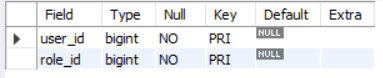 Field Type Null Key Default Extra
user_id bigint NO PRI NULL
role_id bigint NO PRI NULL